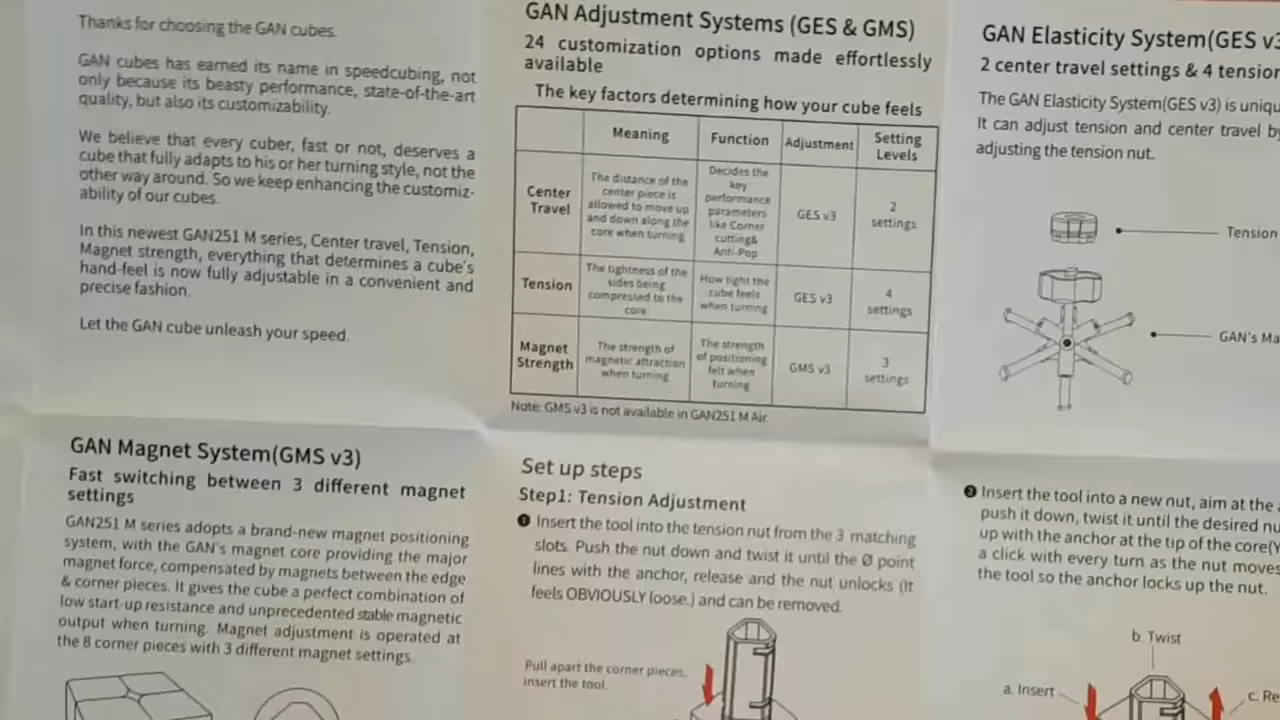 Thanks for choosing the GAN cubes.
GAN cubes has earned its name in speedcubing, not
only because its beasty performance, state-of-the-art
quality, but also its customizability.
We believe that every cuber, fast or not, deserves a
cube that fully adapts to his or her turning style, not the
other way around. So we keep enhancing the customiz-
ability of our cubes.
In this newest GAN251 M series, Center travel, Tension,
Magnet strength, everything that determines a cube's
hand-feel is now fully adjustable in a convenient and
precise fashion.
Let the GAN cube unleash your speed.
GAN Adjustment Systems (GES & GMS)
24 customization options made effortlessly
available
The key factors determining how your cube feels
Meaning
Function
Adjustment
Setting
Levels
Center
Travel
The distance of the
center piece is
allowed to move up
and down along the
core when turning
Decides the
key
performance
parameters
like Corner
cutting&
Anti-Pop
GES v3
2
settings
Tension
The tightness of the
sides being
compressed to the
core
How tight the
cube feels
when turning
GES v3
4
settings
Magnet
Strength
The strength of
magnetic attraction
when turning
The strength
of positioning
felt when
turning
GMS v3
3
settings
Note: GMS v3 is not available in GAN251 M Air.
GAN Elasticity System(GES v3
2 center travel settings & 4 tension
The GAN Elasticity System(GES v3) is
It can adjust tension and center travel by
adjusting the tension nut.
Tension
GAN's
GAN Magnet System(GMS v3)
Fast switching between 3 different magnet
settings
GAN251 M series adopts a brand-new magnet positioning
system, with the GAN's magnet core providing the major
magnet force, compensated by magnets between the edge
& corner pieces. It gives the cube a perfect combination of
low start-up resistance and unprecedented stable magnetic
output when turning. Magnet adjustment is operated at
the 8 corner pieces with 3 different magnet settings.
Set up steps
Step1: Tension Adjustment
❶ Insert the tool into the tension nut from the 3 matching
slots. Push the nut down and twist it until the Ø point
lines with the anchor, release and the nut unlocks (It
feels OBVIOUSLY loose.) and can be removed.
Pull apart the corner pieces,
insert the tool.
❷ Insert the tool into a new nut, aim at the
push it down, twist it until the desired
up with the anchor at the tip of the
a click with every turn as the nut moves
the tool so the anchor locks up the nut.
b. Twist
a. Insert
c.